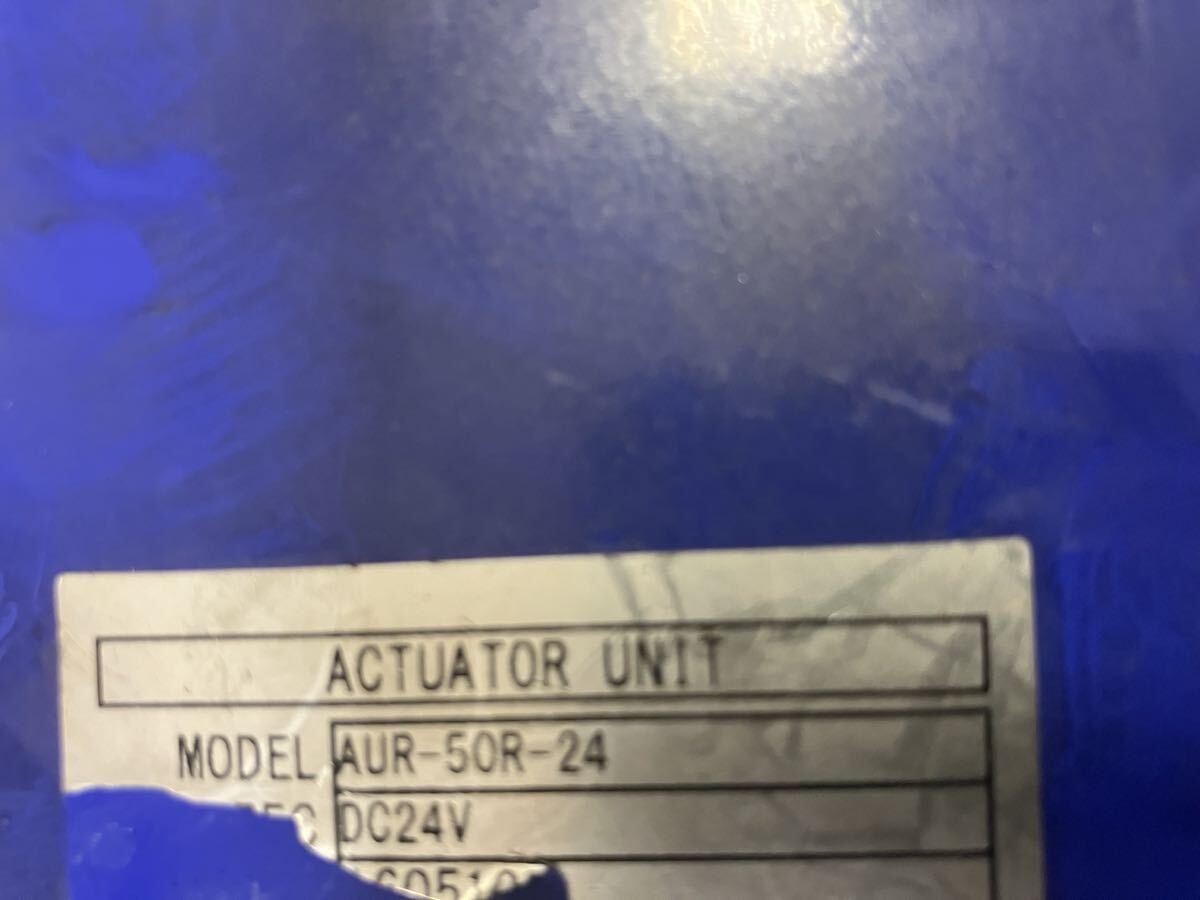 ACTUATOR UNIT
MODEL AUR-50R-24
DC24V